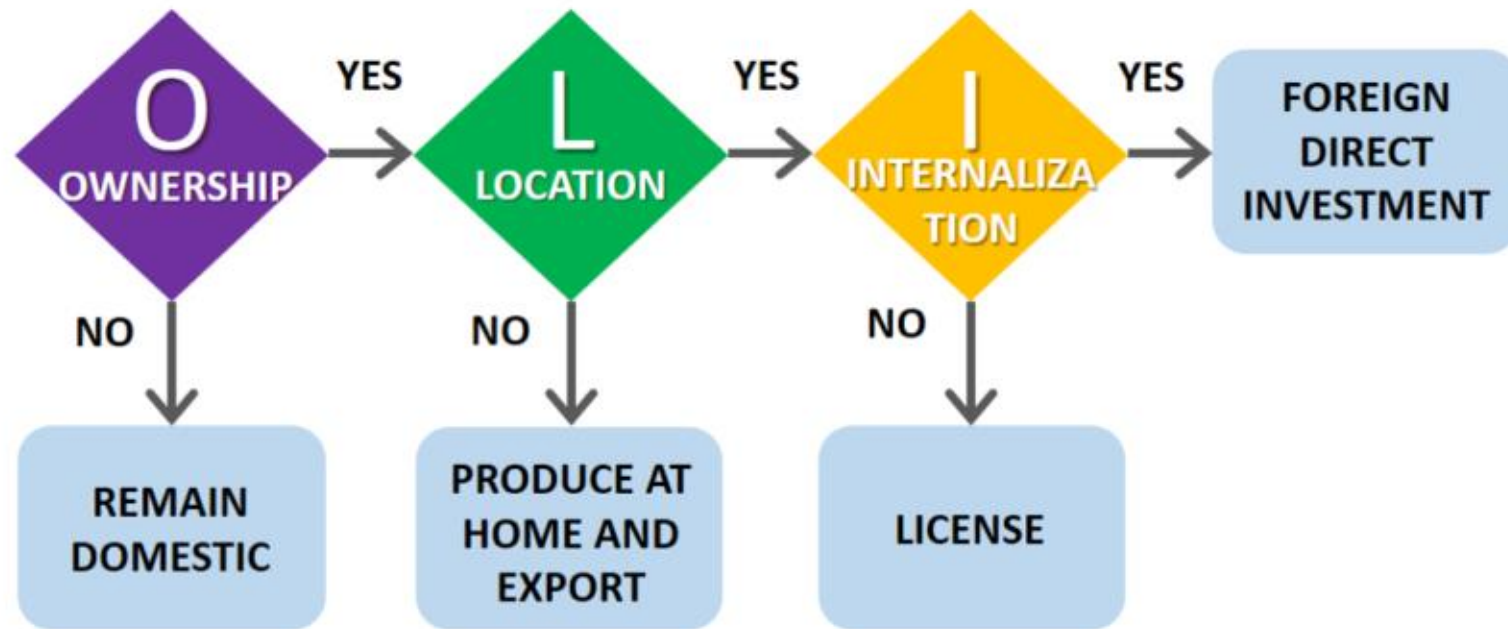 O
OWNERSHIP
YES
L
LOCATION
YES
I
INTERNALIZA
TION
YES
FOREIGN
DIRECT
INVESTMENT
NO
REMAIN
DOMESTIC
NO
PRODUCE AT
HOME AND
EXPORT
NO
LICENSE